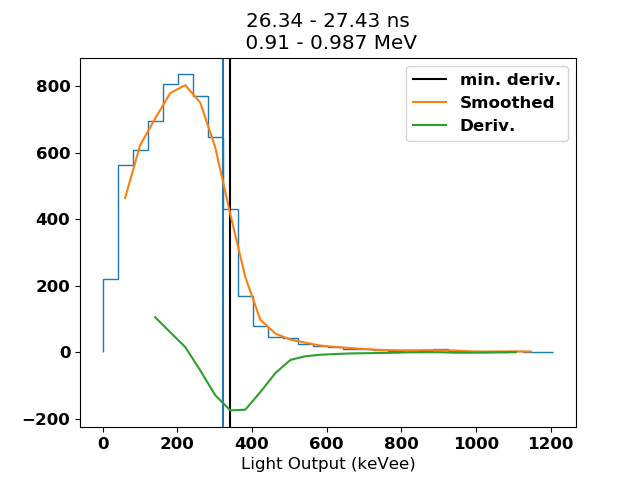 26.34 - 27.43 ns
0.91 - 0.987 MeV
min. deriv.
Smoothed
Deriv.
800
600
400
200
0
−200
0 200 400 600 800 1000 1200
Light Output (keVee)